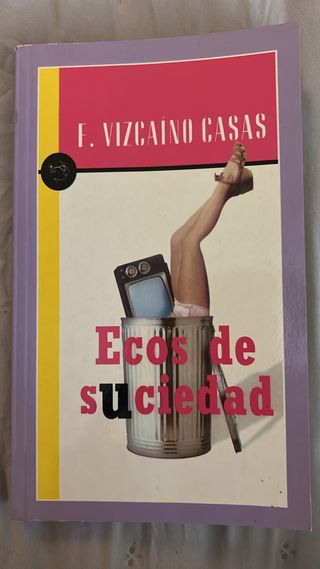 F. VIZCAÍNO CASAS
Ecos de
suciedad